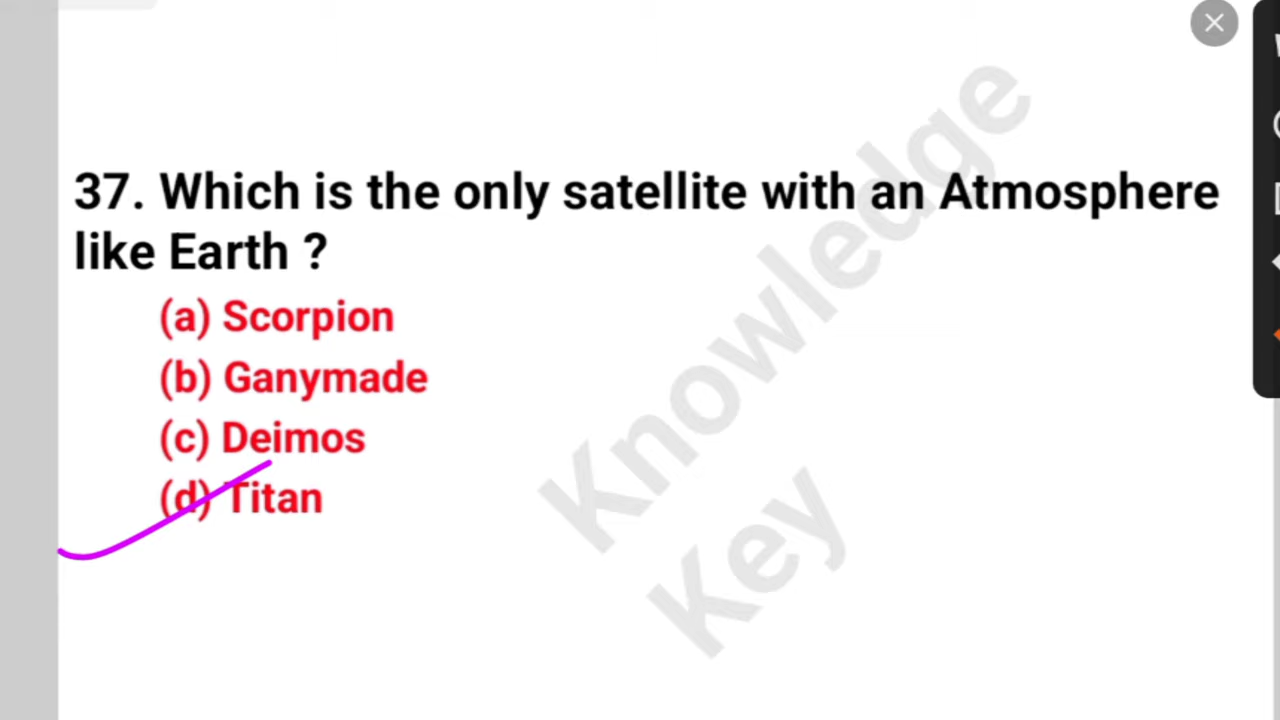 37. Which is the only satellite with an Atmosphere
like Earth ?
(a) Scorpion
(b) Ganymade
(c) Deimos
(d) Titan
Knowledge
Key